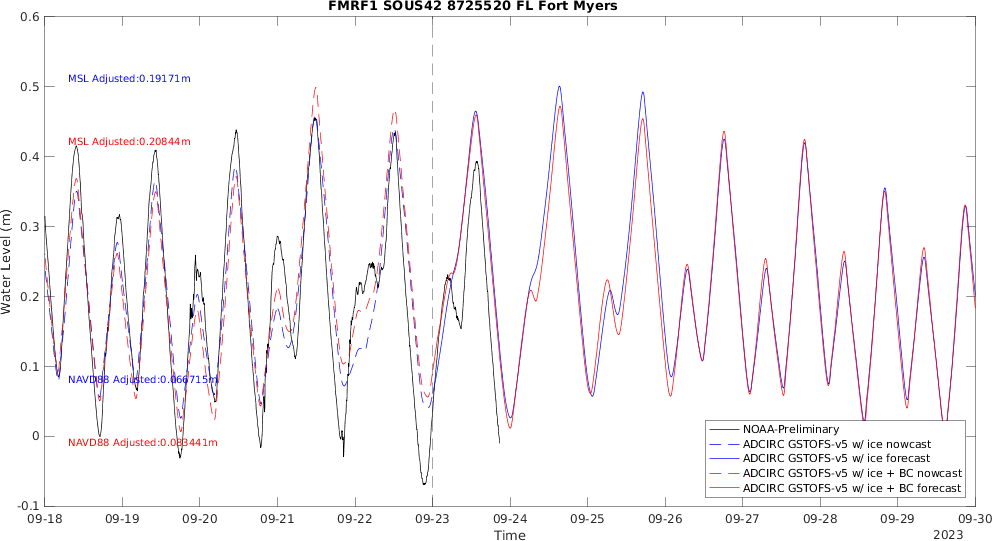 FMRF1 SOUS42 8725520 FL Fort Myers
0.6
MSL Adjusted:0.19171m
0.5
MSL Adjusted:0.20844m
0.4
0.3
Water Level (m)
0.2
0.1
NAVD88 Adjusted:0.066715m
0
NAVD88 Adjusted:0.083441m
NOAA-Preliminary
ADCIRC GSTOFS-v5 w/ ice nowcast
ADCIRC GSTOFS-v5 w/ ice forecast
ADCIRC GSTOFS-v5 w/ ice + BC nowcast
ADCIRC GSTOFS-v5 w/ ice + BC forecast
-0.1
09-18 09-19 09-20 09-21 09-22 09-23 09-24 09-25 09-26 09-27 09-28 09-29 09-30
Time
2023